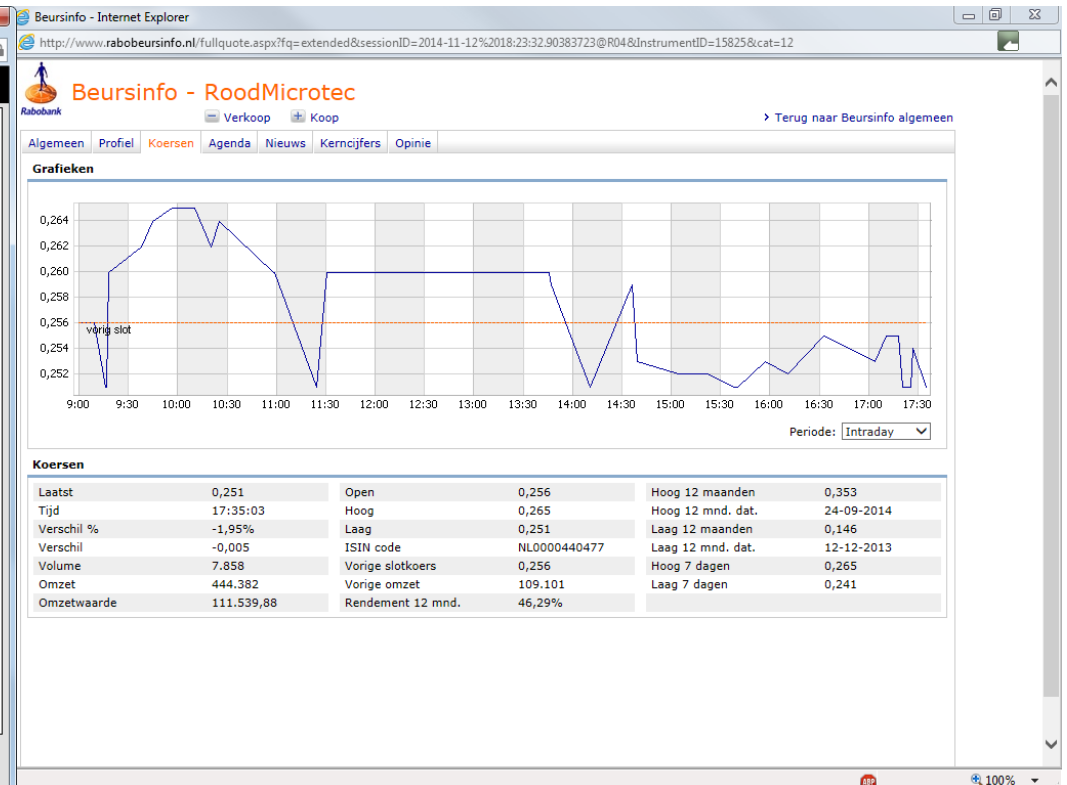 Beursinfo - Internet Explorer
http://www.rabobeursinfo.nl/fullquote.aspx?fq=extended&sessionID=2014-11-12%2018:23:32.90383723@R04&InstrumentID=15825&cat=12
Rabobank
Beursinfo - RoodMicrotec
Verkoop Koop
Terug naar Beursinfo algemeen
Algemeen Profiel Koersen Agenda Nieuws Kerncijfers Opinie
Grafieken
0,264
0,262
0,260
0,258
0,256
vorig slot
0,254
0,252
9:00 9:30 10:00 10:30 11:00 11:30 12:00 12:30 13:00 13:30 14:00 14:30 15:00 15:30 16:00 16:30 17:00 17:30
Periode: Intraday
Koersen
Laatst 0,251 Open 0,256 Hoog 12 maanden 0,353
Tijd 17:35:03 Hoog 0,265 Hoog 12 mnd. dat. 24-09-2014
Verschil % -1,95% Laag 0,251 Laag 12 maanden 0,146
Verschil -0,005 ISIN code NL0000440477 Laag 12 mnd. dat. 12-12-2013
Volume 7.858 Vorige slotkoers 0,256 Hoog 7 dagen 0,265
Omzet 444.382 Vorige omzet 109.101 Laag 7 dagen 0,241
Omzetwaarde 111.539,88 Rendement 12 mnd. 46,29%
ABP
100%